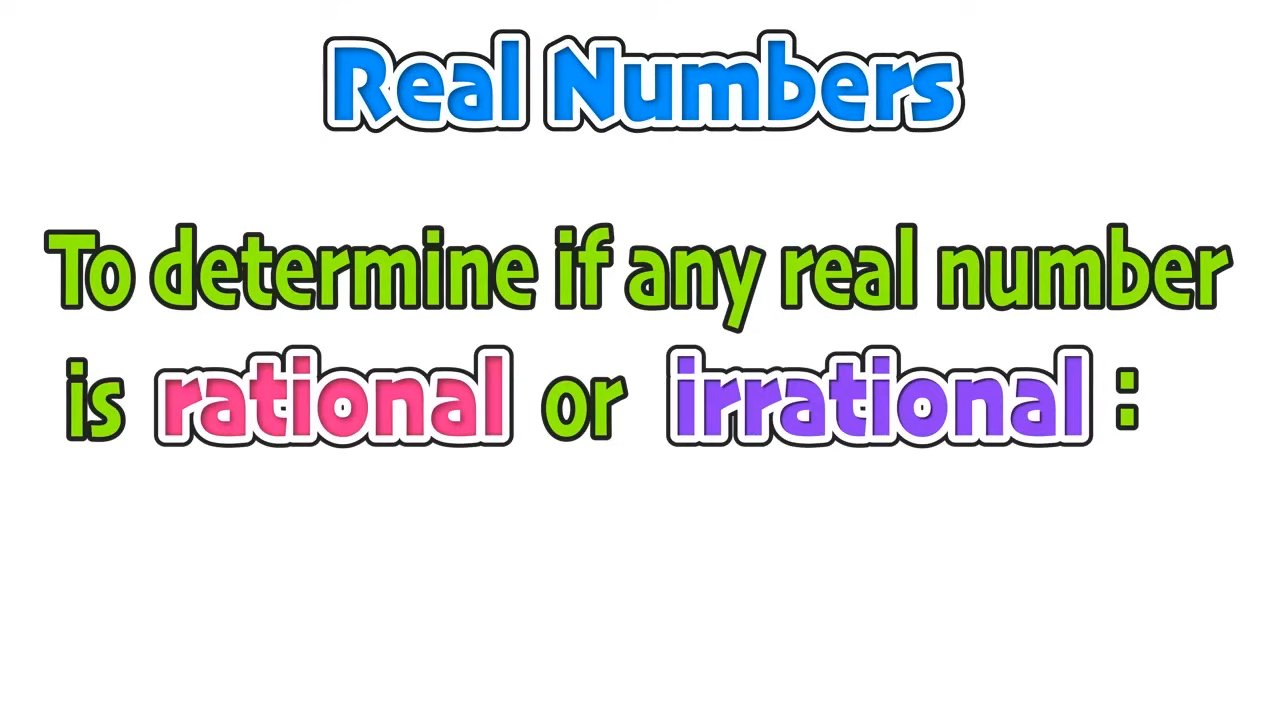 Real Numbers
To determine if any real number
is rational or irrational :